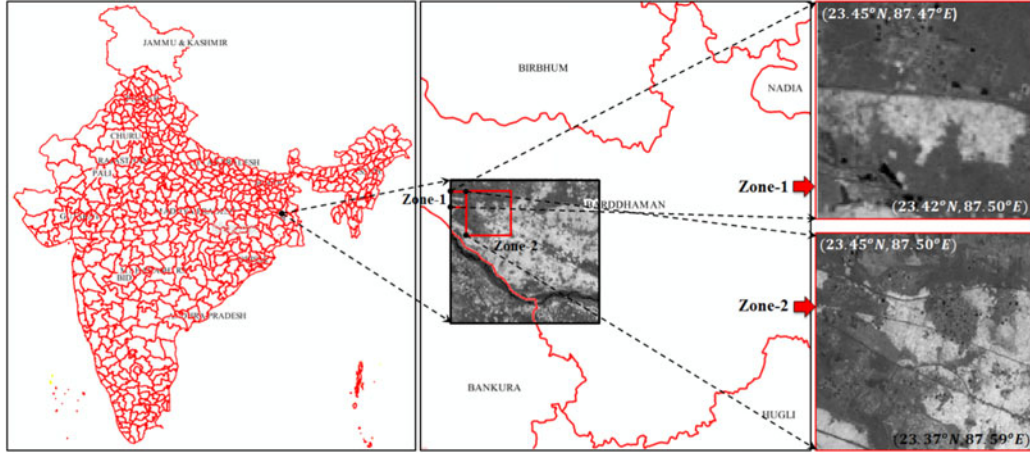 JAMMU & KASHMIR
CHURU
PALI
BID
BIRBHUM
NADIA
Zone-1
BARDDHAMAN
Zone-2
BANKURA
HUGLI
(23.45°N, 87.47°E)
Zone-1
(23.42°N, 87.50°E)
(23.45°N, 87.50°E)
Zone-2
(23.37°N, 87.59°E)